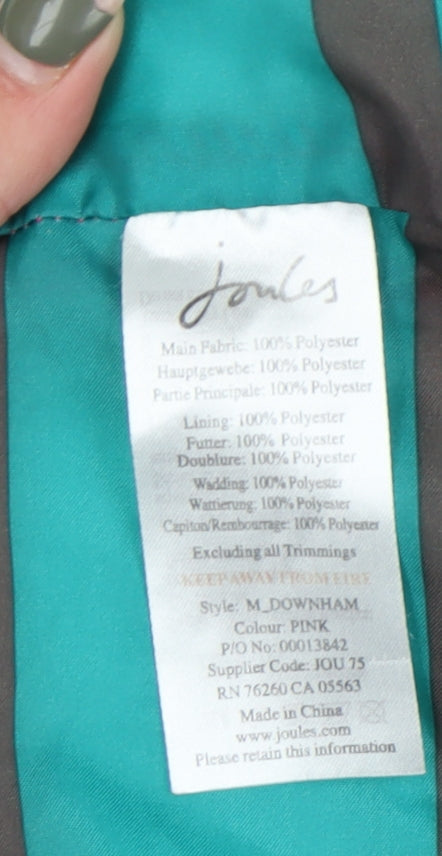 Joules
Main Fabric: 100% Polyester
Hauptgewebe: 100% Polyester
Partie Principale: 100% Polyester
Lining: 100% Polyester
Futter: 100% Polyester
Doublure: 100% Polyester
Wadding: 100% Polyester
Wattierung: 100% Polyester
Capiton/Rembourrage: 100% Polyester
Excluding all Trimmings
KEEP AWAY FROM FIRE
Style: M_DOWNHAM
Colour: PINK
P/O No: 00013842
Supplier Code: JOU 75
RN 76260 CA 05563
Made in China
www.joules.com
Please retain this information